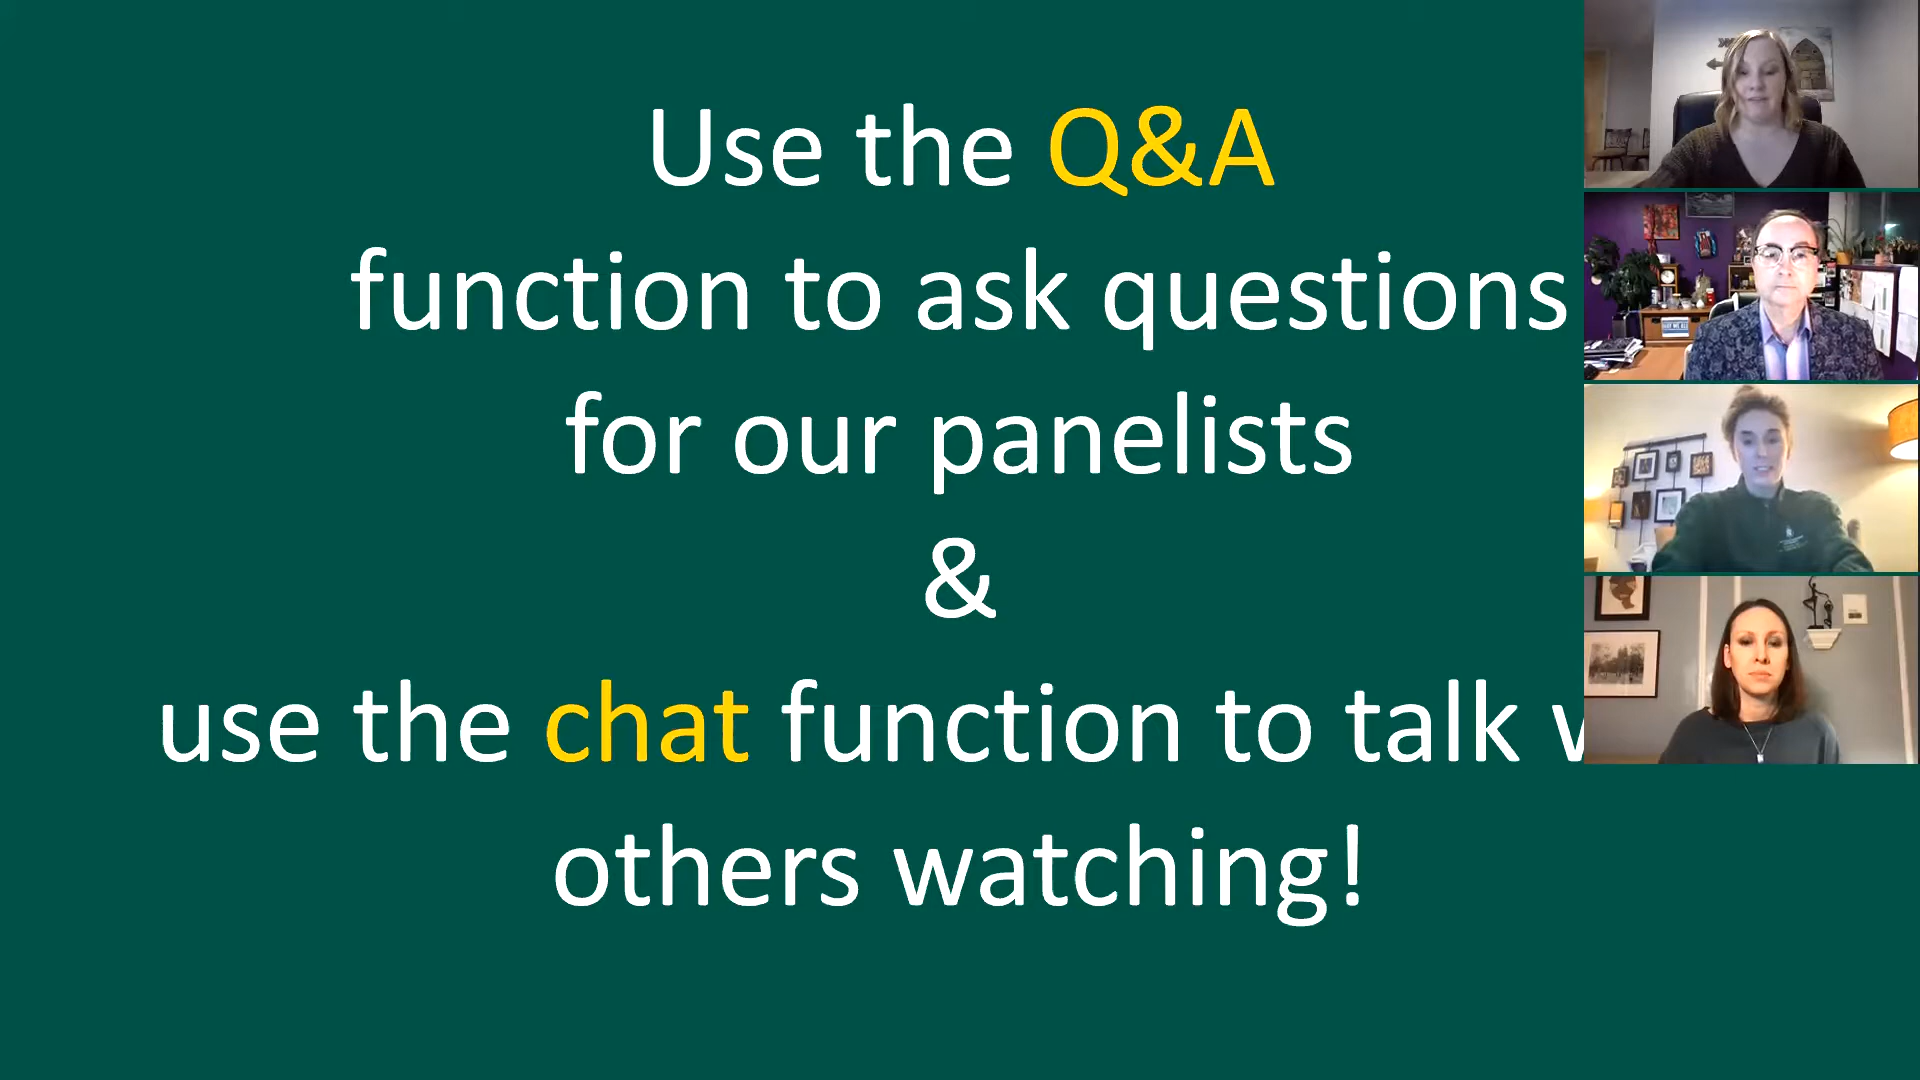 Use the Q&A
function to ask questions
for our panelists
&
use the chat function to talk
others watching!